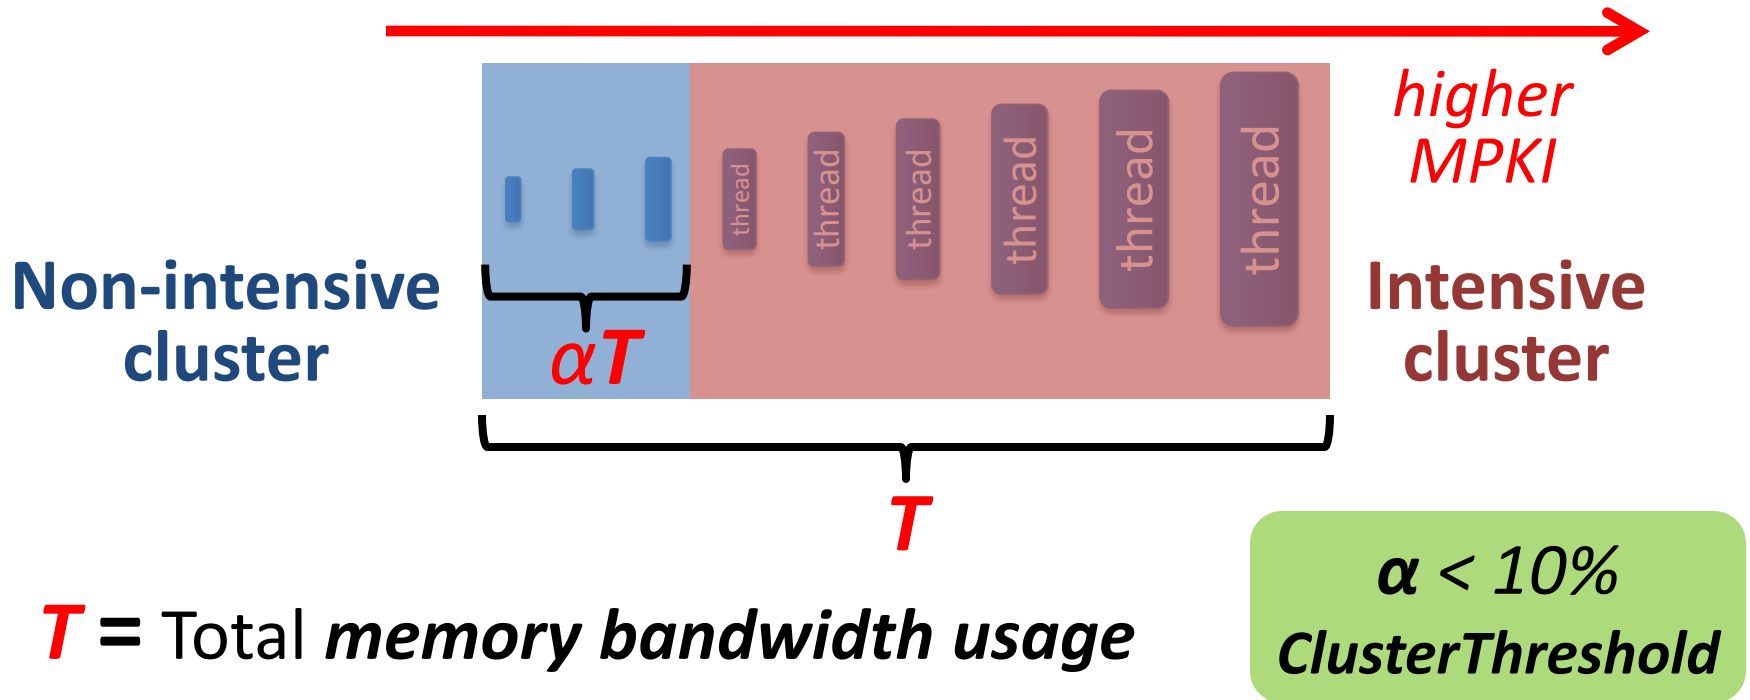 higher
MPKI
thread
thread
thread
thread
thread
thread
Non-intensive
cluster
Intensive
cluster
αT
T
T = Total memory bandwidth usage
α < 10%
ClusterThreshold